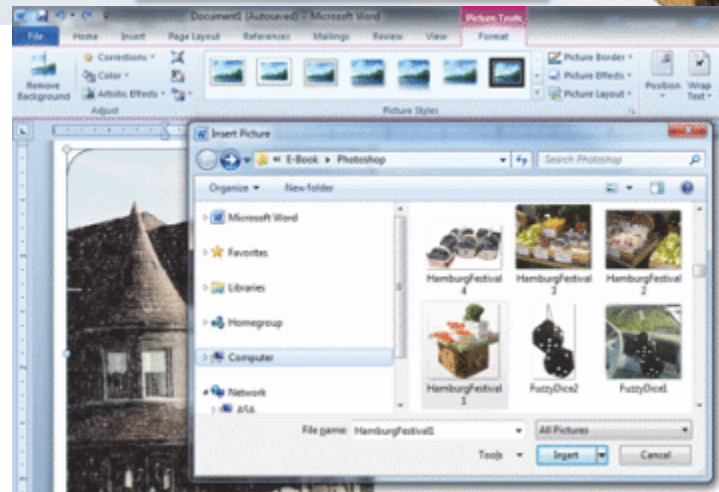 Document1 (Autosaved) - Microsoft Word
Picture Tools
File Home Insert Page Layout References Mailings Review View Format
Remove Background
Corrections
Color
Artistic Effects
Adjust
Picture Styles
Picture Border
Picture Effects
Picture Layout
Position
Wrap Text
Insert Picture
« E-Book Photoshop
Search Photoshop
Organize New folder
Microsoft Word
Favorites
Libraries
Homegroup
Computer
Network
ASA
HamburgFestival
4
HamburgFestival
3
HamburgFestival
2
HamburgFestival
1
FuzzyDice2
FuzzyDice1
File name: HamburgFestival1
All Pictures
Tools Insert Cancel